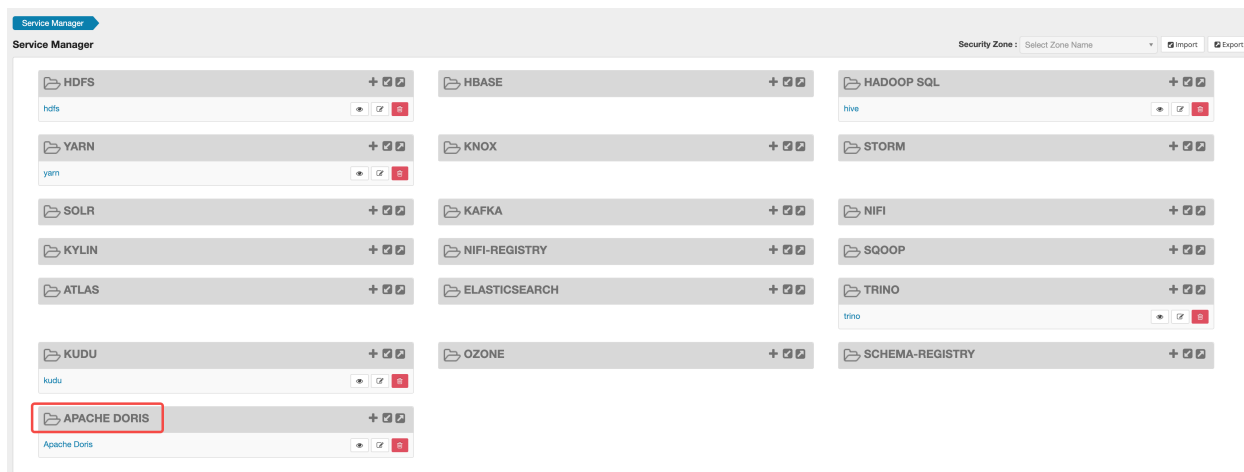 Service Manager
Service Manager
Security Zone : Select Zone Name Import Export
HDFS HBASE HADOOP SQL
hdfs hive
YARN KNOX STORM
yarn
SOLR KAFKA NIFI
KYLIN NIFI-REGISTRY SQOOP
ATLAS ELASTICSEARCH TRINO
trino
KUDU OZONE SCHEMA-REGISTRY
kudu
APACHE DORIS
Apache Doris